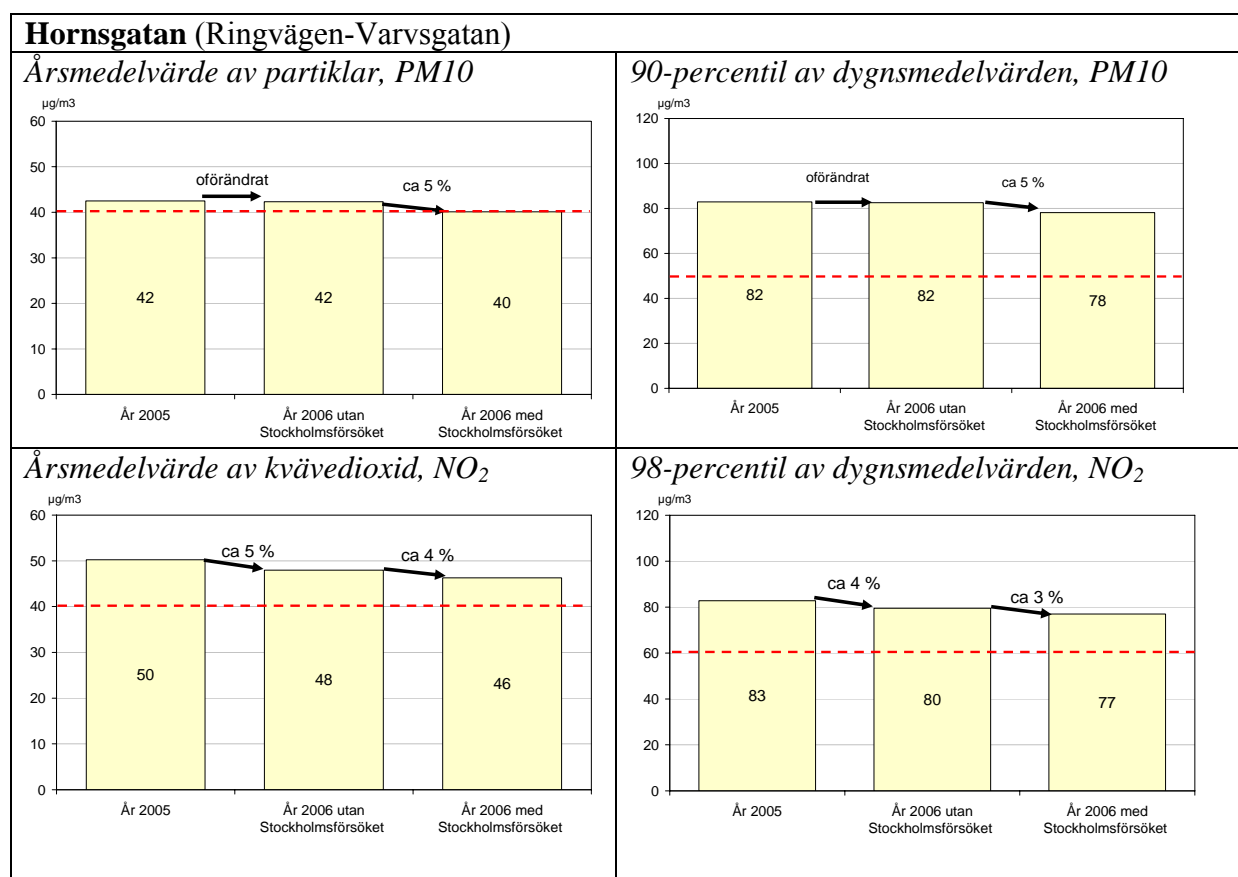 Hornsgatan (Ringvägen-Varvsgatan)
Årsmedelvärde av partiklar, PM10
µg/m3
60
50
40
30
20
10
0
oförändrat
ca 5 %
42
42
40
År 2005
År 2006 utan
Stockholmsförsöket
År 2006 med
Stockholmsförsöket
90-percentil av dygnsmedelvärden, PM10
µg/m3
120
100
80
60
40
20
0
oförändrat
ca 5 %
82
82
78
År 2005
År 2006 utan
Stockholmsförsöket
År 2006 med
Stockholmsförsöket
Årsmedelvärde av kvävedioxid, NO2
µg/m3
60
50
40
30
20
10
0
ca 5 %
ca 4 %
50
48
46
År 2005
År 2006 utan
Stockholmsförsöket
År 2006 med
Stockholmsförsöket
98-percentil av dygnsmedelvärden, NO2
µg/m3
120
100
80
60
40
20
0
ca 4 %
ca 3 %
83
80
77
År 2005
År 2006 utan
Stockholmsförsöket
År 2006 med
Stockholmsförsöket